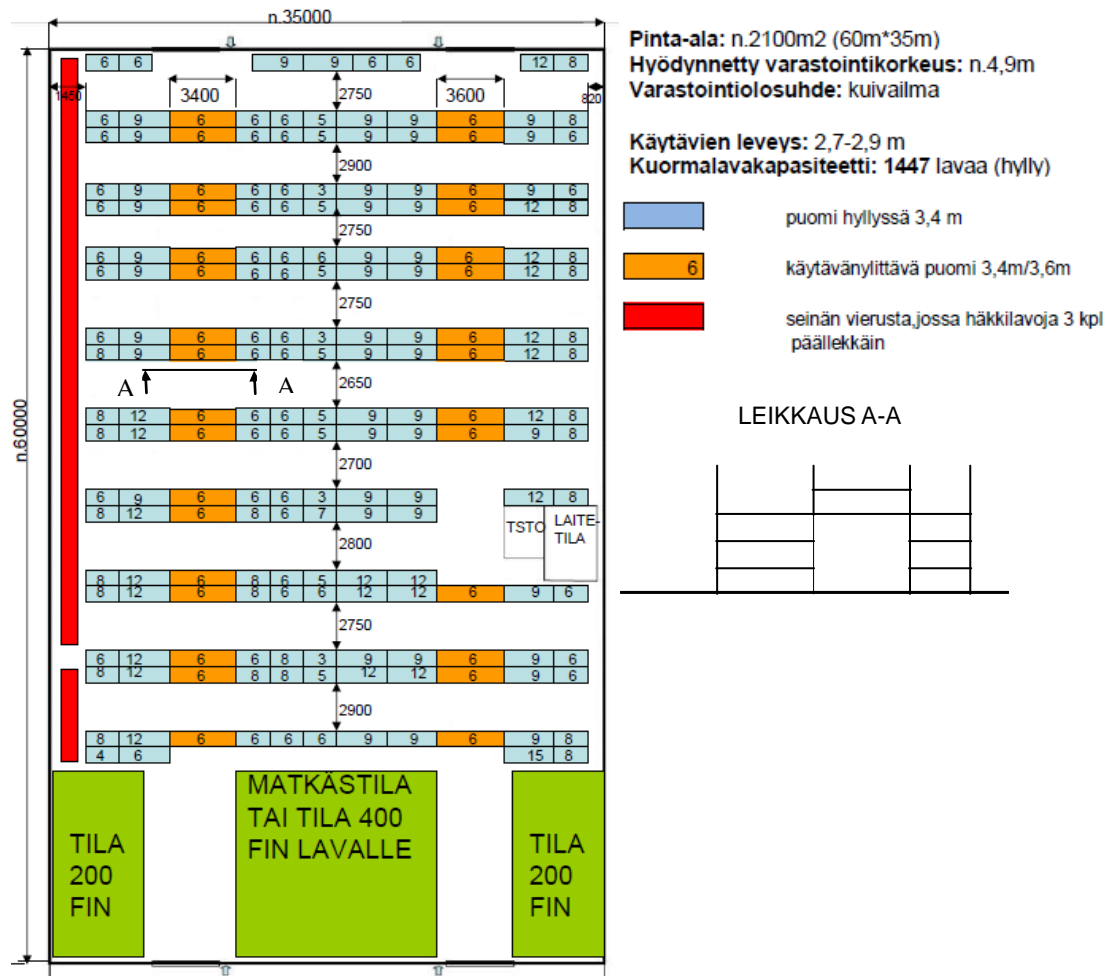 n.35000
6 6 9 9 6 6 12 8
1450 3400 2750 3600 820
6 9 6 6 6 5 9 9 6 9 8
6 9 6 6 6 5 9 9 6 9 6
2900
6 9 6 6 6 3 9 9 6 9 6
6 9 6 6 6 5 9 9 6 12 8
2750
6 9 6 6 6 6 9 9 6 12 8
6 9 6 6 6 5 9 9 6 12 8
2750
6 9 6 6 6 3 9 9 6 12 8
8 9 6 6 6 5 9 9 6 12 8
A A
2650
8 12 6 6 6 5 9 9 6 12 8
8 12 6 6 6 5 9 9 6 9 8
2700
6 9 6 6 6 3 9 9 12 8
8 12 6 8 6 7 9 9
TSTO
LAITE-
TILA
2800
8 12 6 8 6 5 12 12
8 12 6 8 6 6 12 12 6 9 6
2750
6 12 6 6 8 3 9 9 6 9 6
8 12 6 8 8 5 12 12 6 9 6
2900
8 12 6 6 6 6 9 9 6 9 8
4 6 15 8
n.60000
TILA
200
FIN
MATKÄSTILA
TAI TILA 400
FIN LAVALLE
TILA
200
FIN
Pinta-ala: n.2100m2 (60m*35m)
Hyödynnetty varastointikorkeus: n.4,9m
Varastointiolosuhde: kuivailma
Käytävien leveys: 2,7-2,9 m
Kuormalavakapasiteetti: 1447 lavaa (hylly)
puomi hyllyssä 3,4 m
6 käytävänylittävä puomi 3,4m/3,6m
seinän vierusta,jossa häkkilavoja 3 kpl
päällekkäin
LEIKKAUS A-A